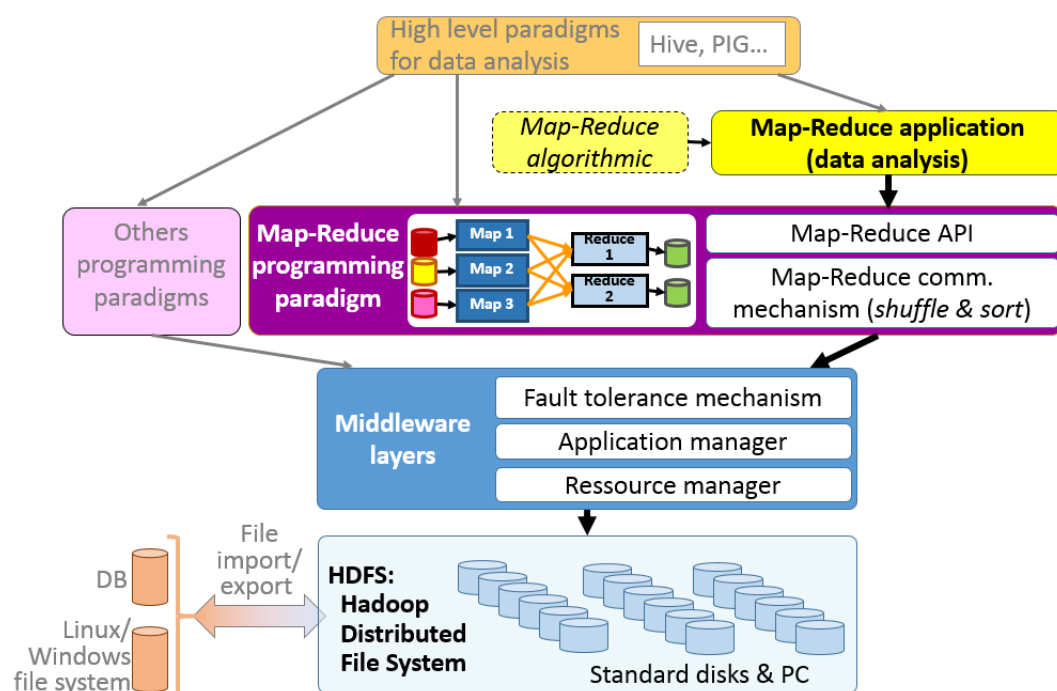 High level paradigms
for data analysis
Hive, PIG...
Map-Reduce
algorithmic
Map-Reduce application
(data analysis)
Others
programming
paradigms
Map-Reduce
programming
paradigm
Map 1
Map 2
Map 3
Reduce
1
Reduce
2
Map-Reduce API
Map-Reduce comm.
mechanism (shuffle & sort)
Middleware
layers
Fault tolerance mechanism
Application manager
Ressource manager
File
import/
export
DB
Linux/
Windows
file system
HDFS:
Hadoop
Distributed
File System
Standard disks & PC